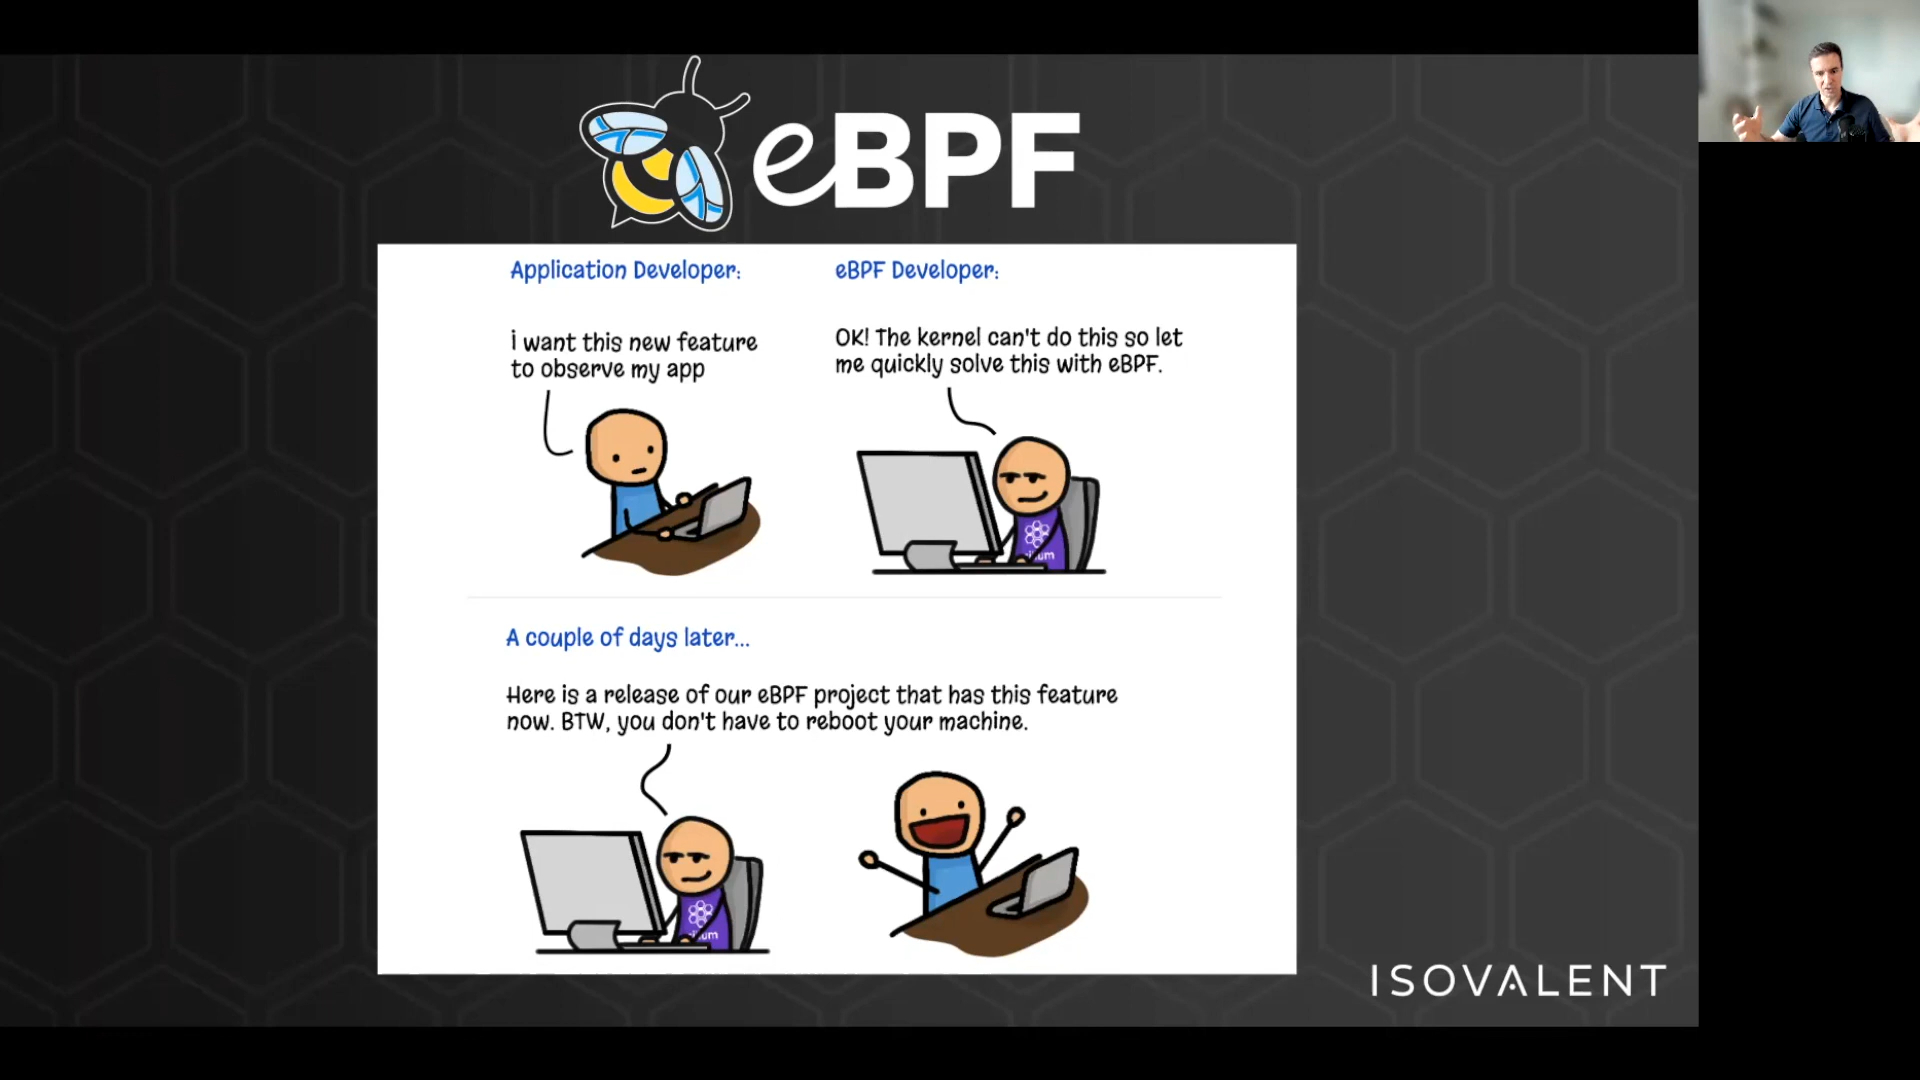 eBPF
Application Developer:
eBPF Developer:
i want this new feature
to observe my app
OK! The kernel can't do this so let
me quickly solve this with eBPF.
A couple of days later...
Here is a release of our eBPF project that has this feature
now. BTW, you don't have to reboot your machine.
ISOVALENT